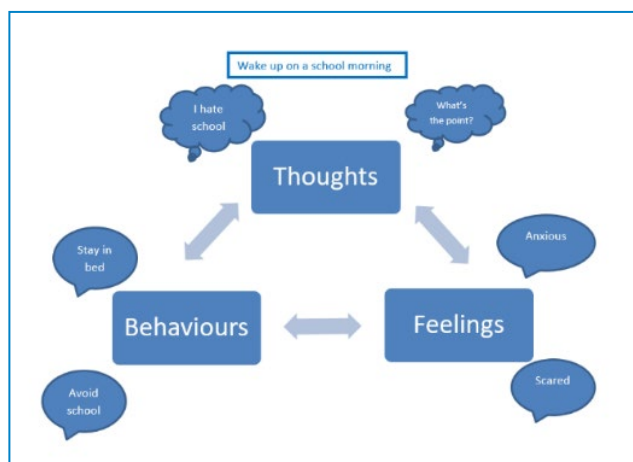 Wake up on a school morning
I hate
school
What's
the point?
Thoughts
Stay in
bed
Anxious
Behaviours
Feelings
Avoid
school
Scared